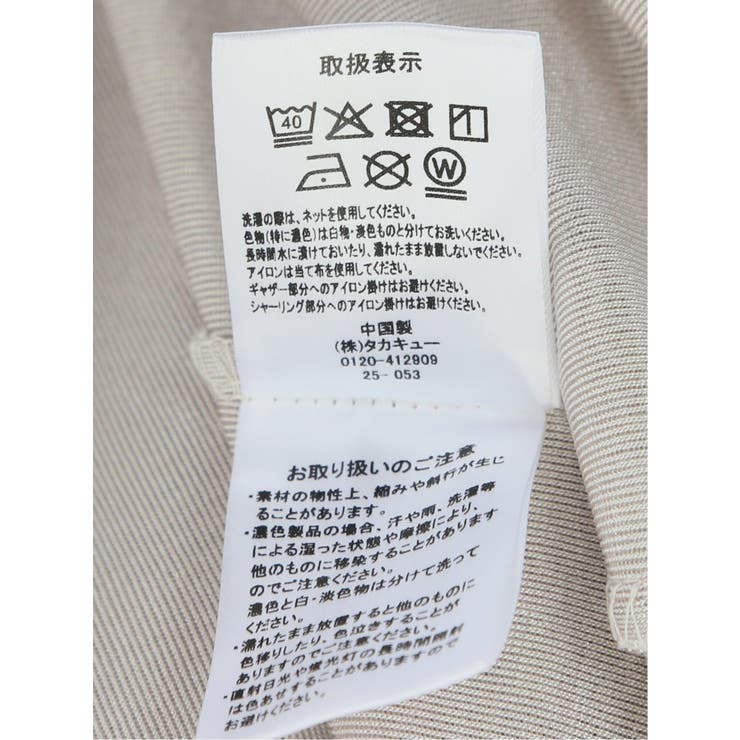 取扱表示
40
W
洗濯の際は、ネットを使用してください。
色物(特に濃色)は白物・淡色ものと分けてお洗いください。
長時間水に漬けておいたり、濡れたまま放置しないでください。
アイロンは当て布を使用してください。
ギャザー部分へのアイロン掛けはお避けください。
シャーリング部分へのアイロン掛けはお避けください。
中国製
(株)タカキュー
0120-412909
25-053
お取り扱いのご注意
・素材の物性上、縮みや斜行が生じ
ることがあります。
・濃色製品の場合、汗や雨、洗濯等
による湿った状態や摩擦により、
他のものに移染することがあります
のでご注意ください。
濃色と白・淡色物は分けて洗って
ください。
・濡れたまま放置すると他のものに
色移りしたり、色泣きすることが
ありますのでご注意ください。
・直射日光や蛍光灯の長時間照射
は色あせすることがありますので
お避けください。